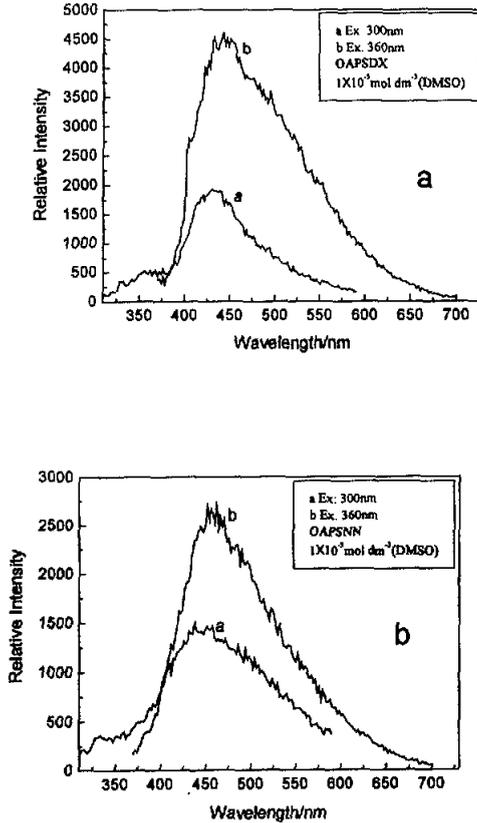 5000
4500
4000
3500
3000
2500
2000
1500
1000
500
0
Relative Intensity
a Ex. 300nm
b Ex. 360nm
OAPSDX
1X10⁻⁵mol dm⁻³(DMSO)
b
a
a
350 400 450 500 550 600 650 700
Wavelength/nm
3000
2500
2000
1500
1000
500
0
Relative Intensity
a Ex: 300nm
b Ex. 360nm
OAPSNN
1X10⁻⁵mol dm⁻³(DMSO)
b
a
b
350 400 450 500 550 600 650 700
Wavelength/nm